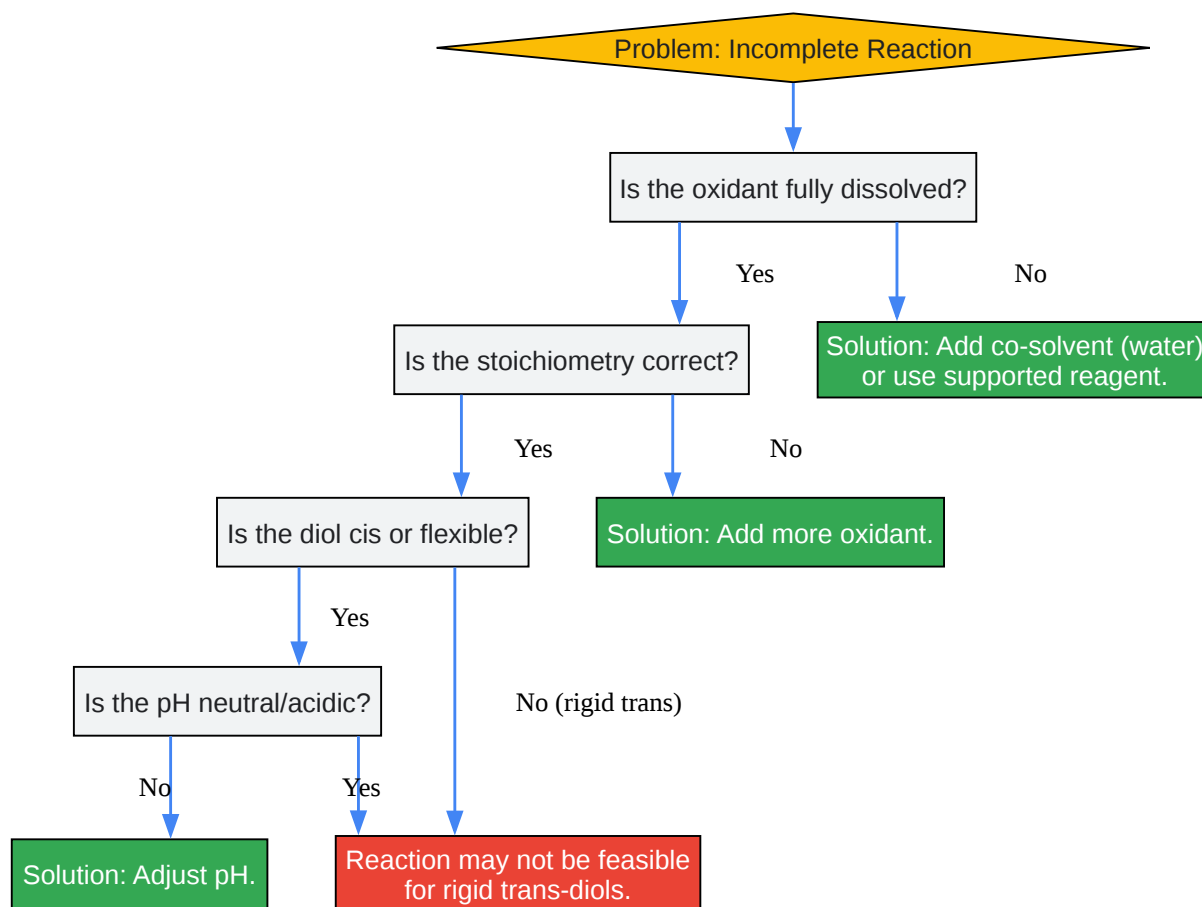 Problem: Incomplete Reaction
Is the oxidant fully dissolved?
Yes
No
Is the stoichiometry correct?
Solution: Add co-solvent (water)
or use supported reagent.
Yes
No
Is the diol cis or flexible?
Solution: Add more oxidant.
Yes
Is the pH neutral/acidic?
No (rigid trans)
No
Yes
Solution: Adjust pH.
Reaction may not be feasible
for rigid trans-diols.